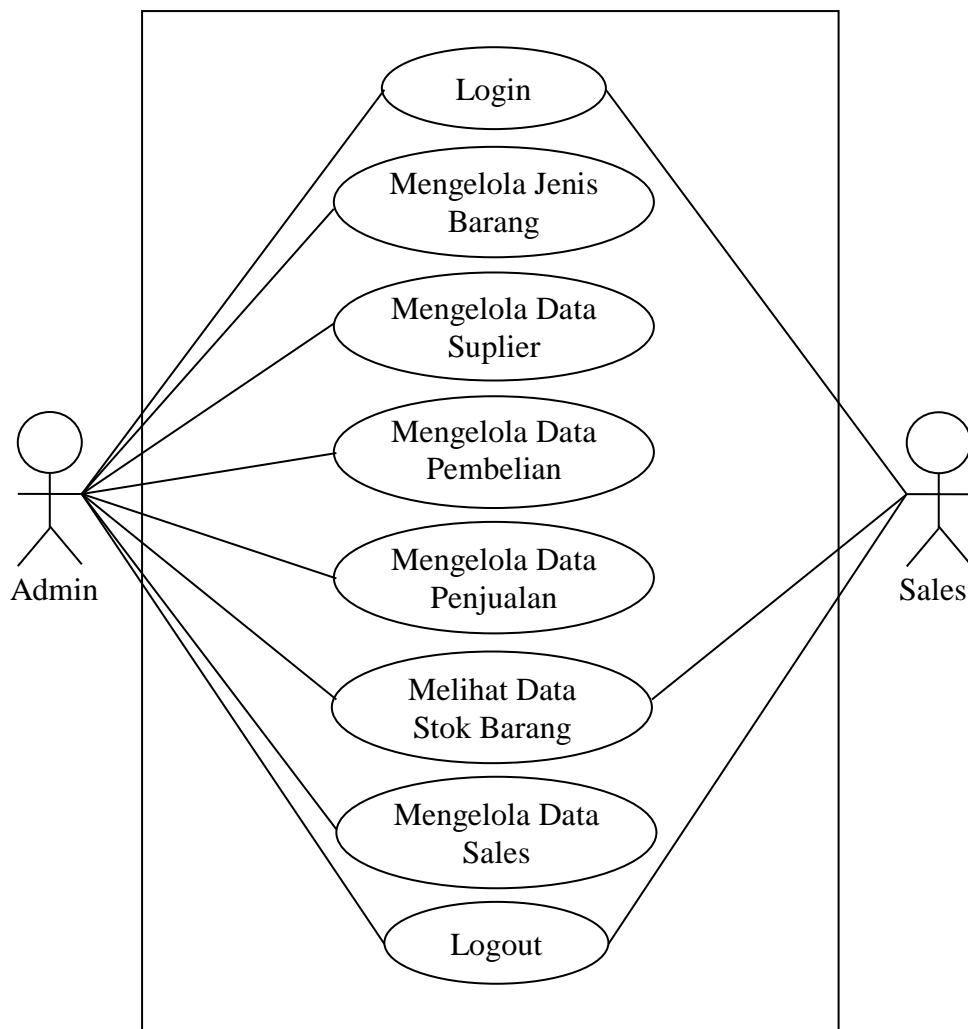 Login
Mengelola Jenis
Barang
Mengelola Data
Suplier
Mengelola Data
Pembelian
Mengelola Data
Penjualan
Admin
Sales
Melihat Data
Stok Barang
Mengelola Data
Sales
Logout